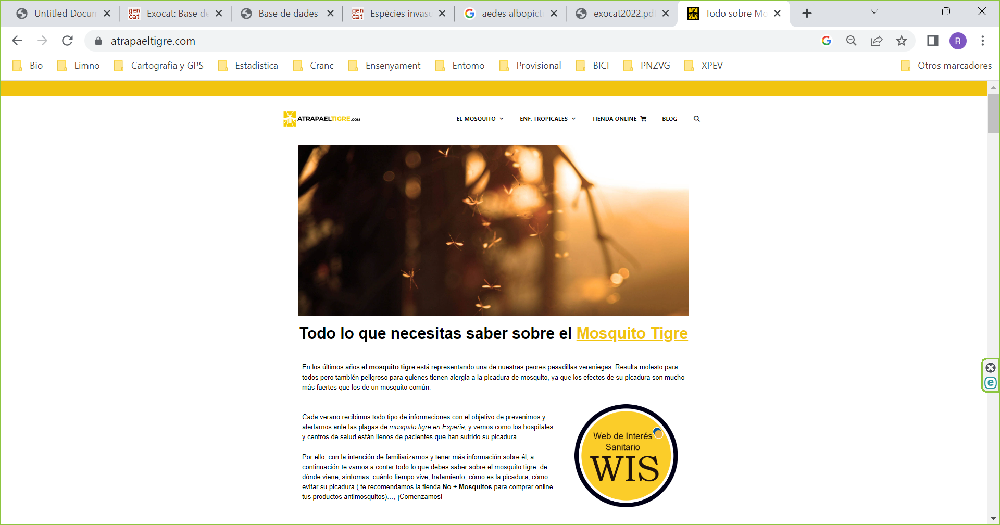 Untitled Docum
Exocat: Base de
Base de dades
Espècies invaso
aedes albopictu
exocat2022.pdf
Todo sobre Mo
atrapaeltigre.com
R
Bio
Limno
Cartografia y GPS
Estadistica
Cranc
Ensenyament
Entomo
Provisional
BICI
PNZVG
XPEV
Otros marcadores
ATRAPAELTIGRE.COM
EL MOSQUITO
ENF. TROPICALES
TIENDA ONLINE
BLOG
Todo lo que necesitas saber sobre el Mosquito Tigre
En los últimos años el mosquito tigre está representando una de nuestras peores pesadillas veraniegas. Resulta molesto para
todos pero también peligroso para quienes tienen alergia a la picadura de mosquito, ya que los efectos de su picadura son mucho
más fuertes que los de un mosquito común.
Cada verano recibimos todo tipo de informaciones con el objetivo de prevenirnos y
alertarnos ante las plagas de mosquito tigre en España, y vemos como los hospitales
y centros de salud están llenos de pacientes que han sufrido su picadura.
Por ello, con la intención de familiarizarnos y tener más información sobre él, a
continuación te vamos a contar todo lo que debes saber sobre el mosquito tigre: de
dónde viene, síntomas, cuánto tiempo vive, tratamiento, cómo es la picadura, cómo
evitar su picadura ( te recomendamos la tienda No + Mosquitos para comprar online
tus productos antimosquitos)…, ¡Comenzamos!
Web de Interés
Sanitario
WIS